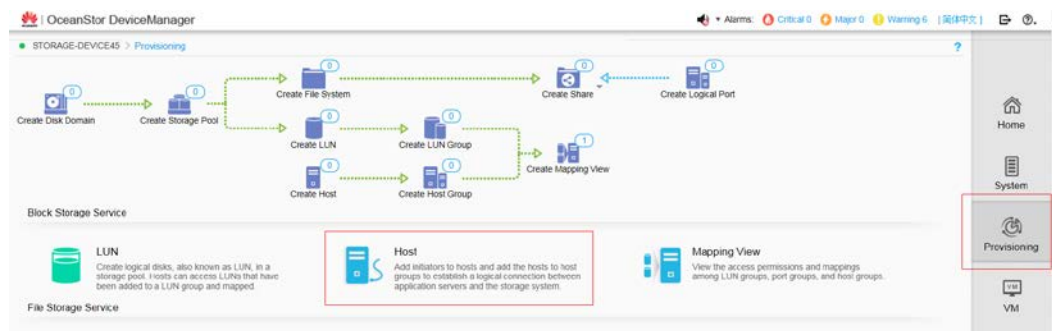 OceanStor DeviceManager
Alarms: Critical 0 Major 0 Warning 6 | 简体中文 |
STORAGE-DEVICE45 > Provisioning ?
0
0
0
0
0
Create File System
Create Share
Create Logical Port
Create Disk Domain
Create Storage Pool
0
0
1
Create LUN
Create LUN Group
Create Mapping View
0
0
Create Host
Create Host Group
Block Storage Service
LUN
Create logical disks, also known as LUN, in a
storage pool. Hosts can access LUNs that have
been added to a LUN group and mapped.
Host
Add initiators to hosts and add the hosts to host
groups to establish a logical connection between
application servers and the storage system.
Mapping View
View the access permissions and mappings
among LUN groups, port groups, and host groups.
File Storage Service
Home
System
Provisioning
VM
VM